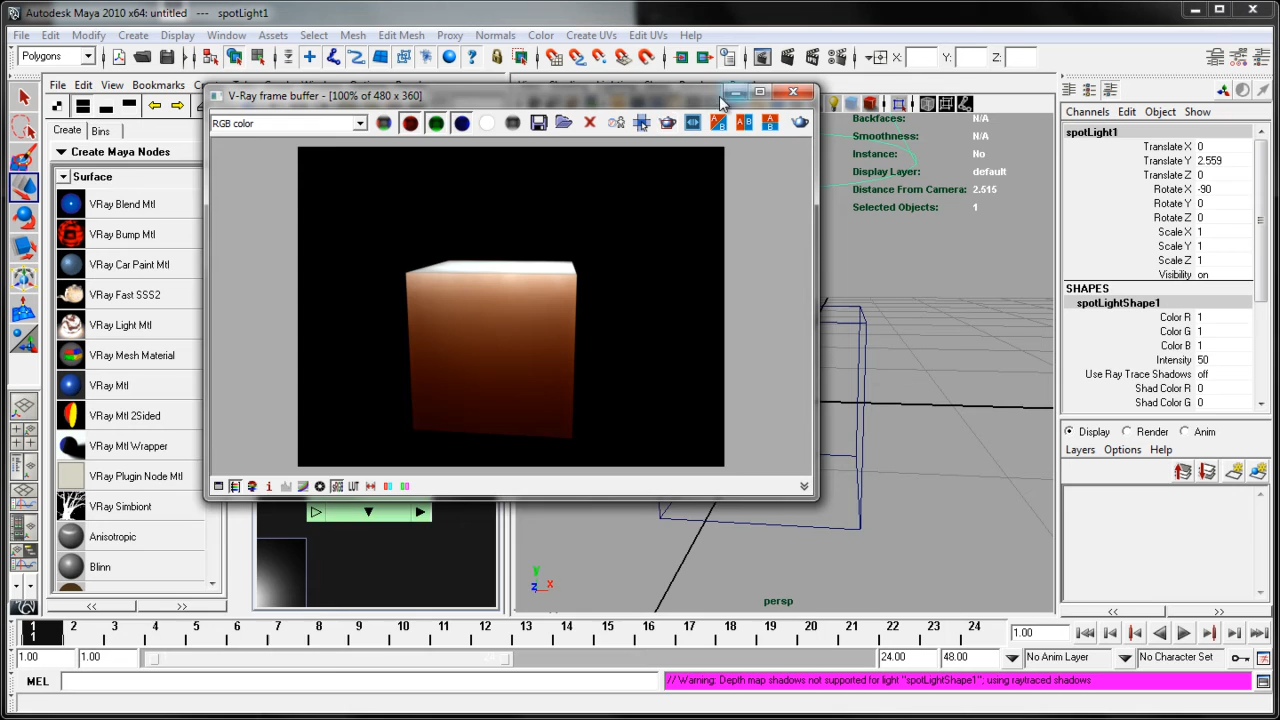 Autodesk Maya 2010 x64: untitled --- spotLight1
File Edit Modify Create Display Window Assets Select Mesh Edit Mesh Proxy Normals Color Create UVs Edit UVs Help
Polygons X: Y: Z:
File Edit Bookmarks
V-Ray frame buffer - [100% of 480 x 360]
RGB color
Create Bins
Create Maya Nodes
Surface
VRay Blend Mtl
VRay Bump Mtl
VRay Car Paint Mtl
VRay Fast SSS2
VRay Light Mtl
VRay Mesh Material
VRay Mtl
VRay Mtl 2Sided
VRay Mtl Wrapper
VRay Plugin Node Mtl
VRay Simbiont
Anisotropic
Blinn
<< >>
LUT
Backfaces: N/A
Smoothness: N/A
Instance: No
Display Layer: default
Distance From Camera: 2.515
Selected Objects: 1
y
z x
persp
Channels Edit Object Show
spotLight1
Translate X 0
Translate Y 2.559
Translate Z 0
Rotate X -90
Rotate Y 0
Rotate Z 0
Scale X 1
Scale Y 1
Scale Z 1
Visibility on
SHAPES
spotLightShape1
Color R 1
Color G 1
Color B 1
Intensity 50
Use Ray Trace Shadows off
Shad Color R 0
Shad Color G 0
Display Render Anim
Layers Options Help
<< >>
1 2 3 4 5 6 7 8 9 10 11 12 13 14 15 16 17 18 19 20 21 22 23 24
1 1.00
1.00 1.00 24.00 48.00 No Anim Layer No Character Set
MEL // Warning: Depth map shadows not supported for light "spotLightShape1"; using raytraced shadows